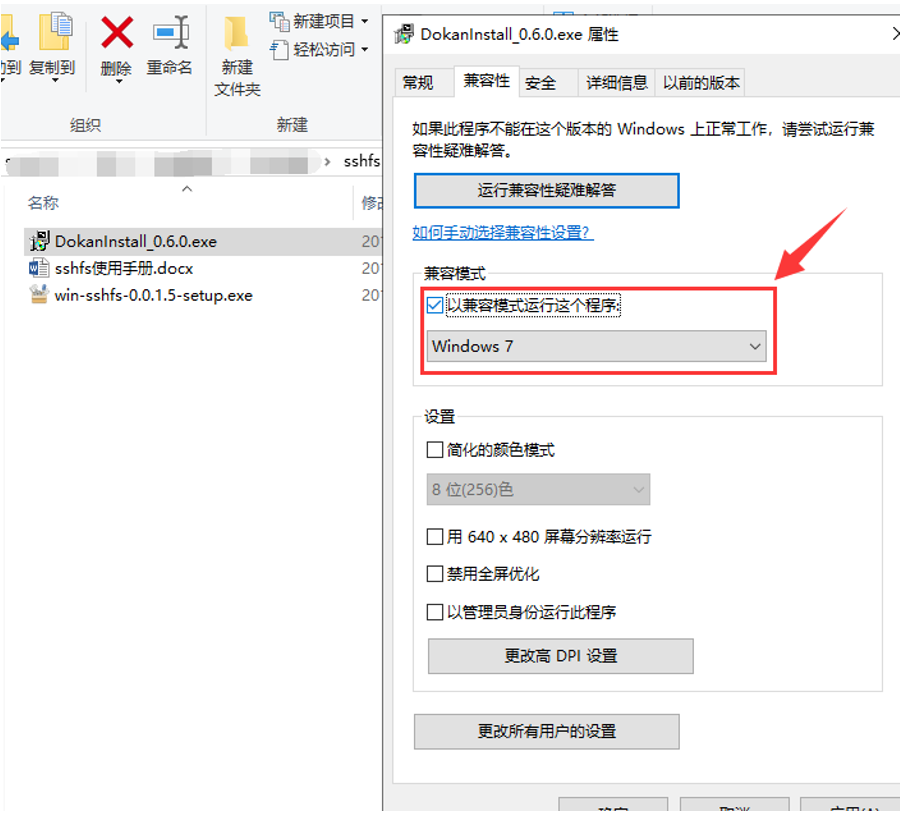 新建项目
轻松访问
复制到
删除
重命名
新建
文件夹
组织
新建
sshfs
名称
DokanInstall_0.6.0.exe
sshfs使用手册.docx
win-sshfs-0.0.1.5-setup.exe
DokanInstall_0.6.0.exe 属性
常规 兼容性 安全 详细信息 以前的版本
如果此程序不能在这个版本的 Windows 上正常工作，请尝试运行兼
容性疑难解答。
运行兼容性疑难解答
如何手动选择兼容性设置?
兼容模式
以兼容模式运行这个程序:
Windows 7
设置
简化的颜色模式
8 位(256)色
用 640 x 480 屏幕分辨率运行
禁用全屏优化
以管理员身份运行此程序
更改高 DPI 设置
更改所有用户的设置